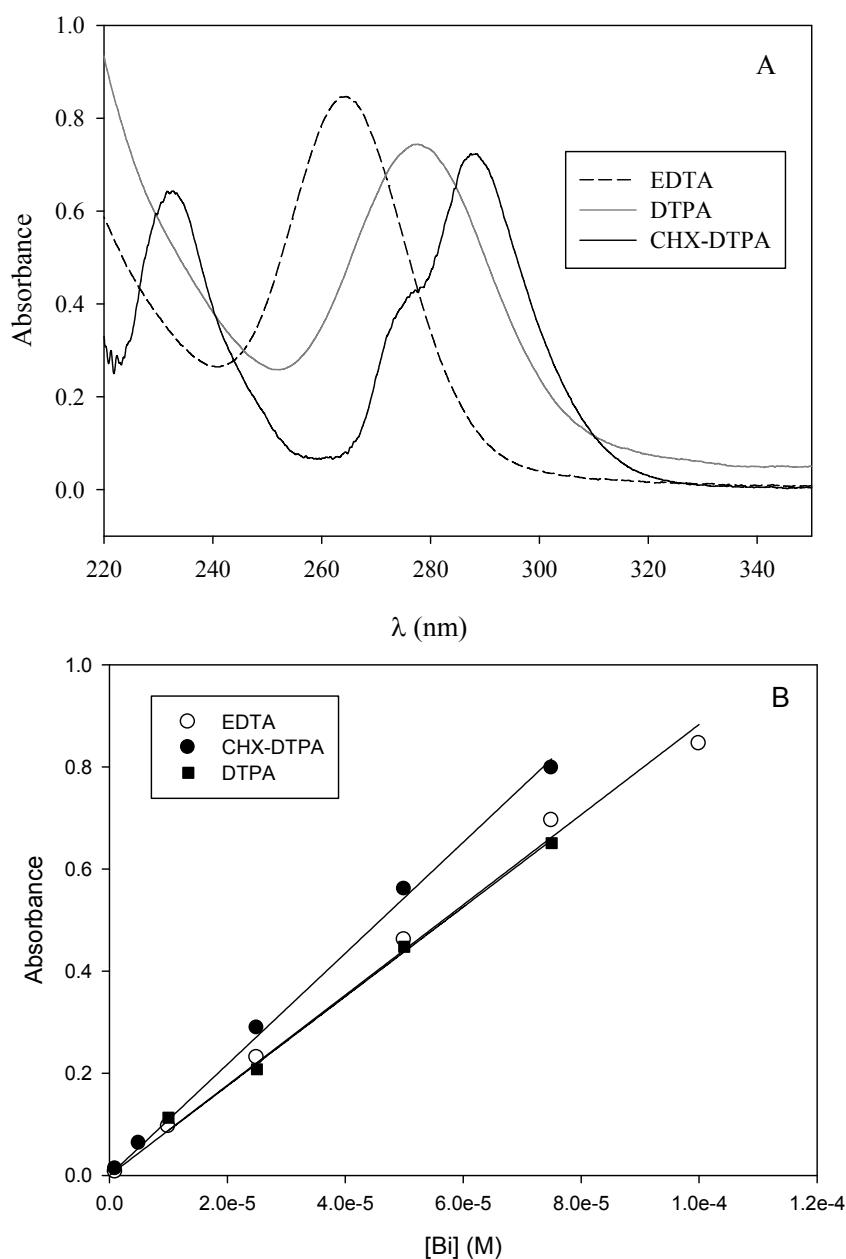 1.0
0.8
0.6
0.4
0.2
0.0
Absorbance
A
EDTA
DTPA
CHX-DTPA
220 240 260 280 300 320 340
λ (nm)
1.0
0.8
0.6
0.4
0.2
0.0
Absorbance
B
EDTA
CHX-DTPA
DTPA
0.0 2.0e-5 4.0e-5 6.0e-5 8.0e-5 1.0e-4 1.2e-4
[Bi] (M)